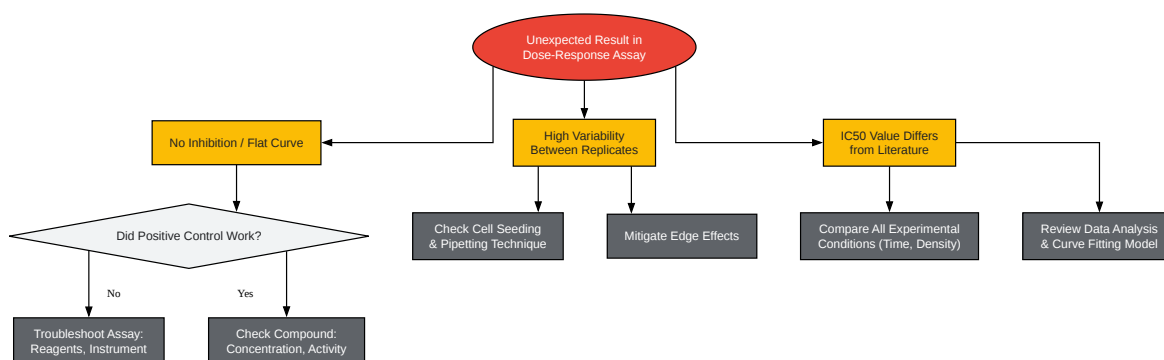 Unexpected Result in
Dose-Response Assay
No Inhibition / Flat Curve
High Variability
Between Replicates
IC50 Value Differs
from Literature
Did Positive Control Work?
Check Cell Seeding
& Pipetting Technique
Mitigate Edge Effects
Compare All Experimental
Conditions (Time, Density)
Review Data Analysis
& Curve Fitting Model
No
Yes
Troubleshoot Assay:
Reagents, Instrument
Check Compound:
Concentration, Activity